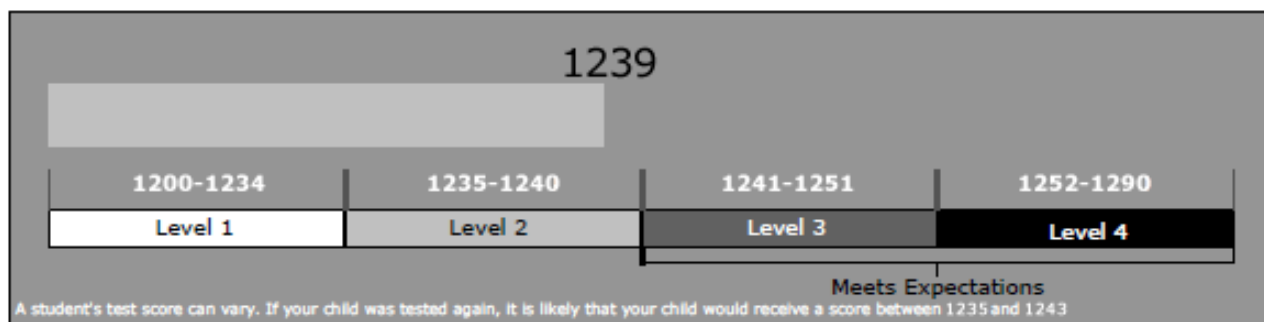 1239
1200-1234 1235-1240 1241-1251 1252-1290
Level 1 Level 2 Level 3 Level 4
Meets Expectations
A student's test score can vary. If your child was tested again, it is likely that your child would receive a score between 1235 and 1243